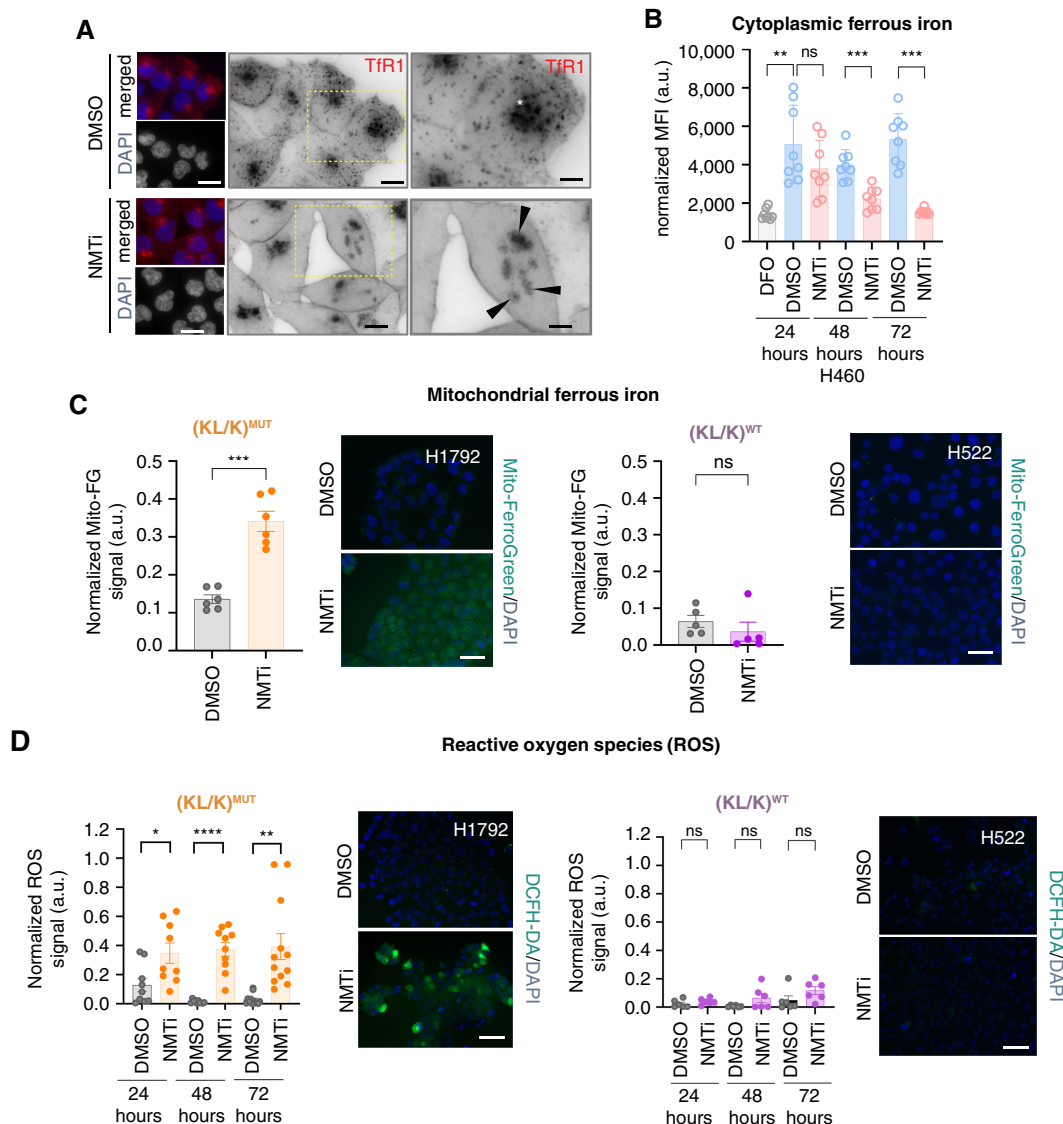 A
DMSO
DAPI merged
TfR1
TfR1
*
NMTi
DAPI merged
B
Cytoplasmic ferrous iron
normalized MFI (a.u.)
10,000
8,000
6,000
4,000
2,000
0
** ns *** ***
DFO
DMSO
NMTi
DMSO
NMTi
DMSO
NMTi
24 48 72
hours hours hours
H460
C
Mitochondrial ferrous iron
(KL/K)MUT
Normalized Mito-FG
signal (a.u.)
0.5
0.4
0.3
0.2
0.1
0.0
***
DMSO
NMTi
DMSO
H1792
NMTi
Mito-FerroGreen/DAPI
(KL/K)WT
Normalized Mito-FG
signal (a.u.)
0.5
0.4
0.3
0.2
0.1
0.0
ns
DMSO
NMTi
DMSO
H522
NMTi
Mito-FerroGreen/DAPI
D
Reactive oxygen species (ROS)
(KL/K)MUT
Normalized ROS
signal (a.u.)
1.2
1.0
0.8
0.6
0.4
0.2
0.0
* **** **
DMSO
NMTi
DMSO
NMTi
DMSO
NMTi
24 48 72
hours hours hours
DMSO
H1792
NMTi
DCFH-DA/DAPI
(KL/K)WT
Normalized ROS
signal (a.u.)
1.2
1.0
0.8
0.6
0.4
0.2
0.0
ns ns ns
DMSO
NMTi
DMSO
NMTi
DMSO
NMTi
24 48 72
hours hours hours
DMSO
H522
NMTi
DCFH-DA/DAPI